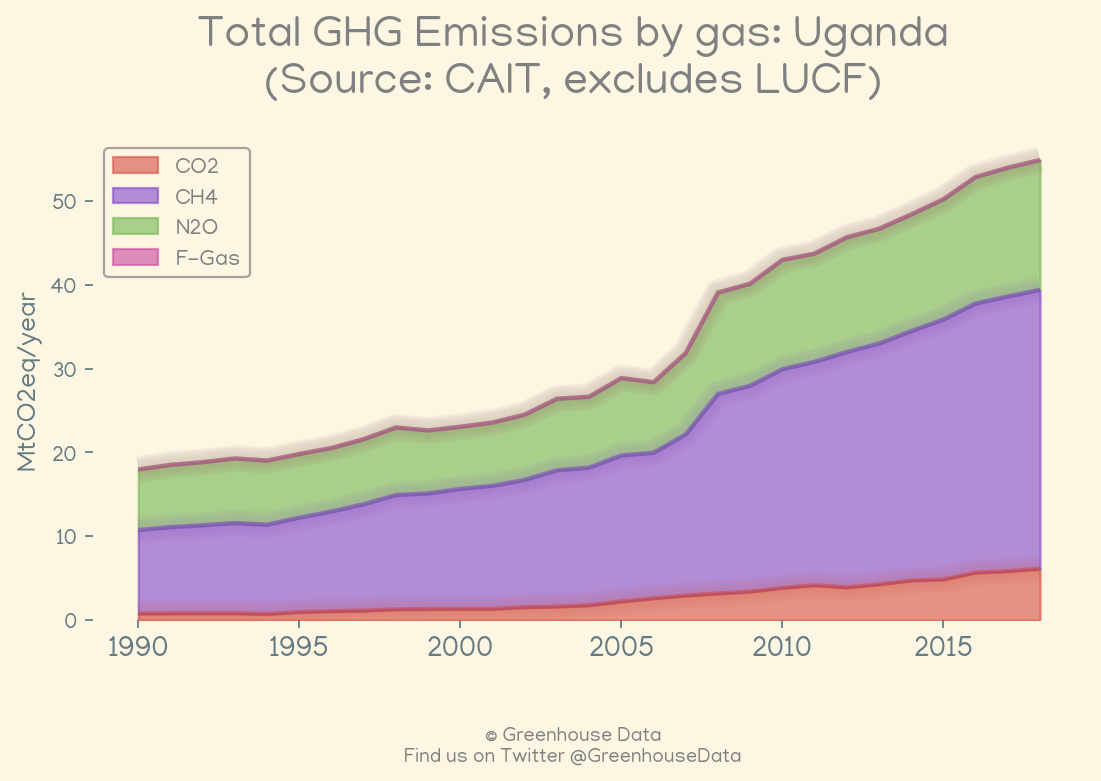 Total GHG Emissions by gas: Uganda
(Source: CAIT, excludes LUCF)
CO2
CH4
N2O
F-Gas
MtCO2eq/year
50
40
30
20
10
0
1990 1995 2000 2005 2010 2015
© Greenhouse Data
Find us on Twitter @GreenhouseData